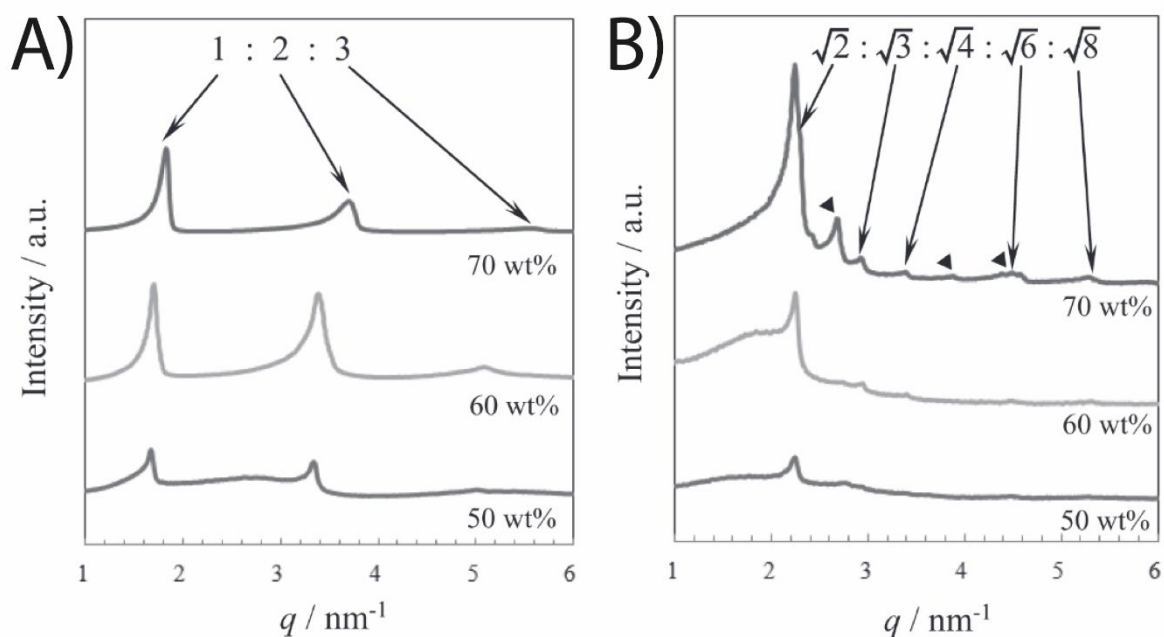 A)
1 : 2 : 3
70 wt%
60 wt%
50 wt%
Intensity / a.u.
1 2 3 4 5 6
q / nm⁻¹
B)
√2 : √3 : √4 : √6 : √8
70 wt%
60 wt%
50 wt%
Intensity / a.u.
1 2 3 4 5 6
q / nm⁻¹